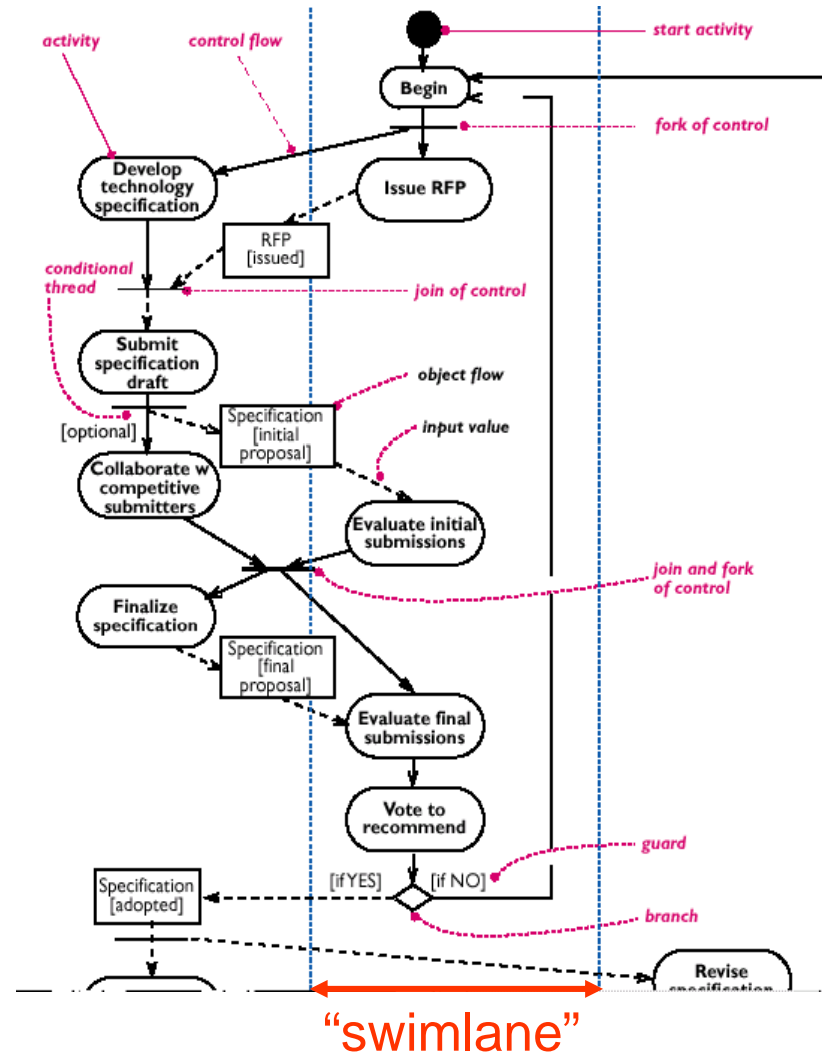 activity
control flow
start activity
Begin
fork of control
Develop
technology
specification
Issue RFP
RFP
[issued]
conditional
thread
join of control
Submit
specification
draft
object flow
Specification
[initial
proposal]
[optional]
input value
Collaborate w
competitive
submitters
Evaluate initial
submissions
join and fork
of control
Finalize
specification
Specification
[final
proposal]
Evaluate final
submissions
Vote to
recommend
guard
[if YES]
[if NO]
Specification
[adopted]
branch
Revise
specification
“swimlane”